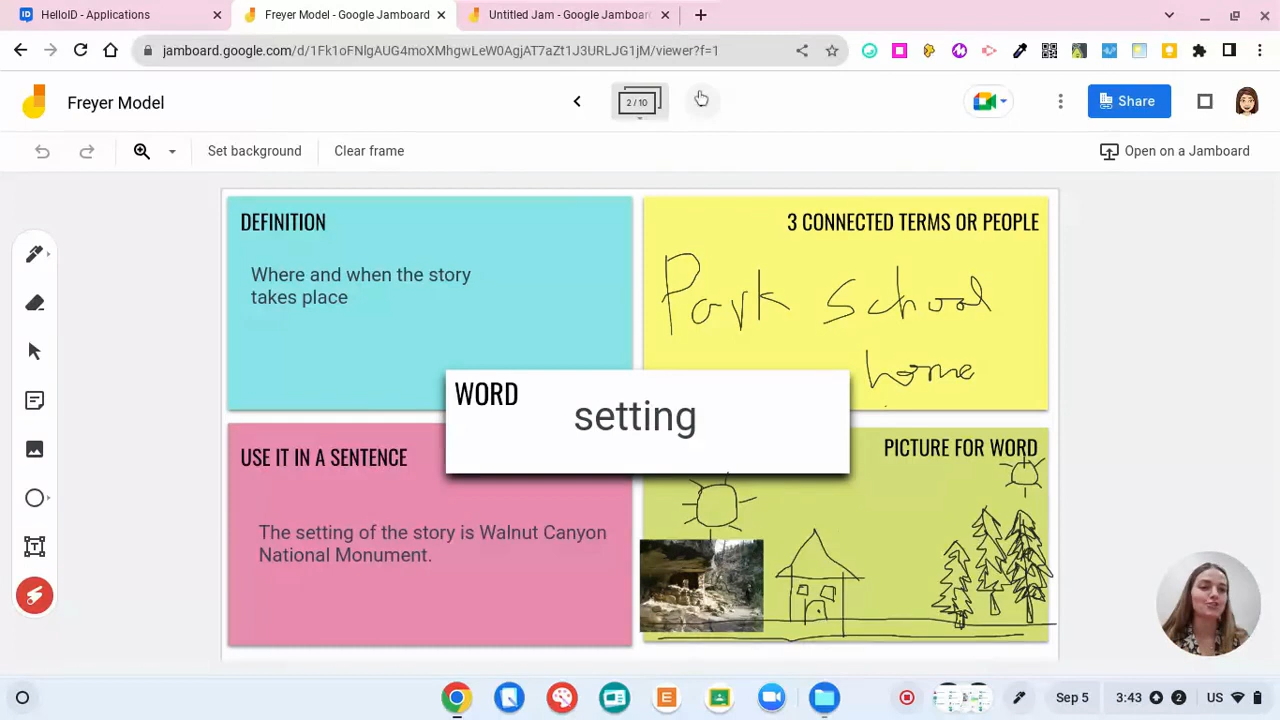 HelloID - Applications
Freyer Model - Google Jamboard
Untitled Jam - Google Jamboard
jamboard.google.com/d/1Fk1oFNlgAUG4moXMhgwLeW0AgjAT7aZt1J3URLJG1jM/viewer?f=1
Freyer Model
2 / 10
Share
Set background
Clear frame
Open on a Jamboard
DEFINITION
Where and when the story
takes place
3 CONNECTED TERMS OR PEOPLE
Park school
home
WORD
setting
USE IT IN A SENTENCE
The setting of the story is Walnut Canyon
National Monument.
PICTURE FOR WORD
Sep 5
3:43
2
US